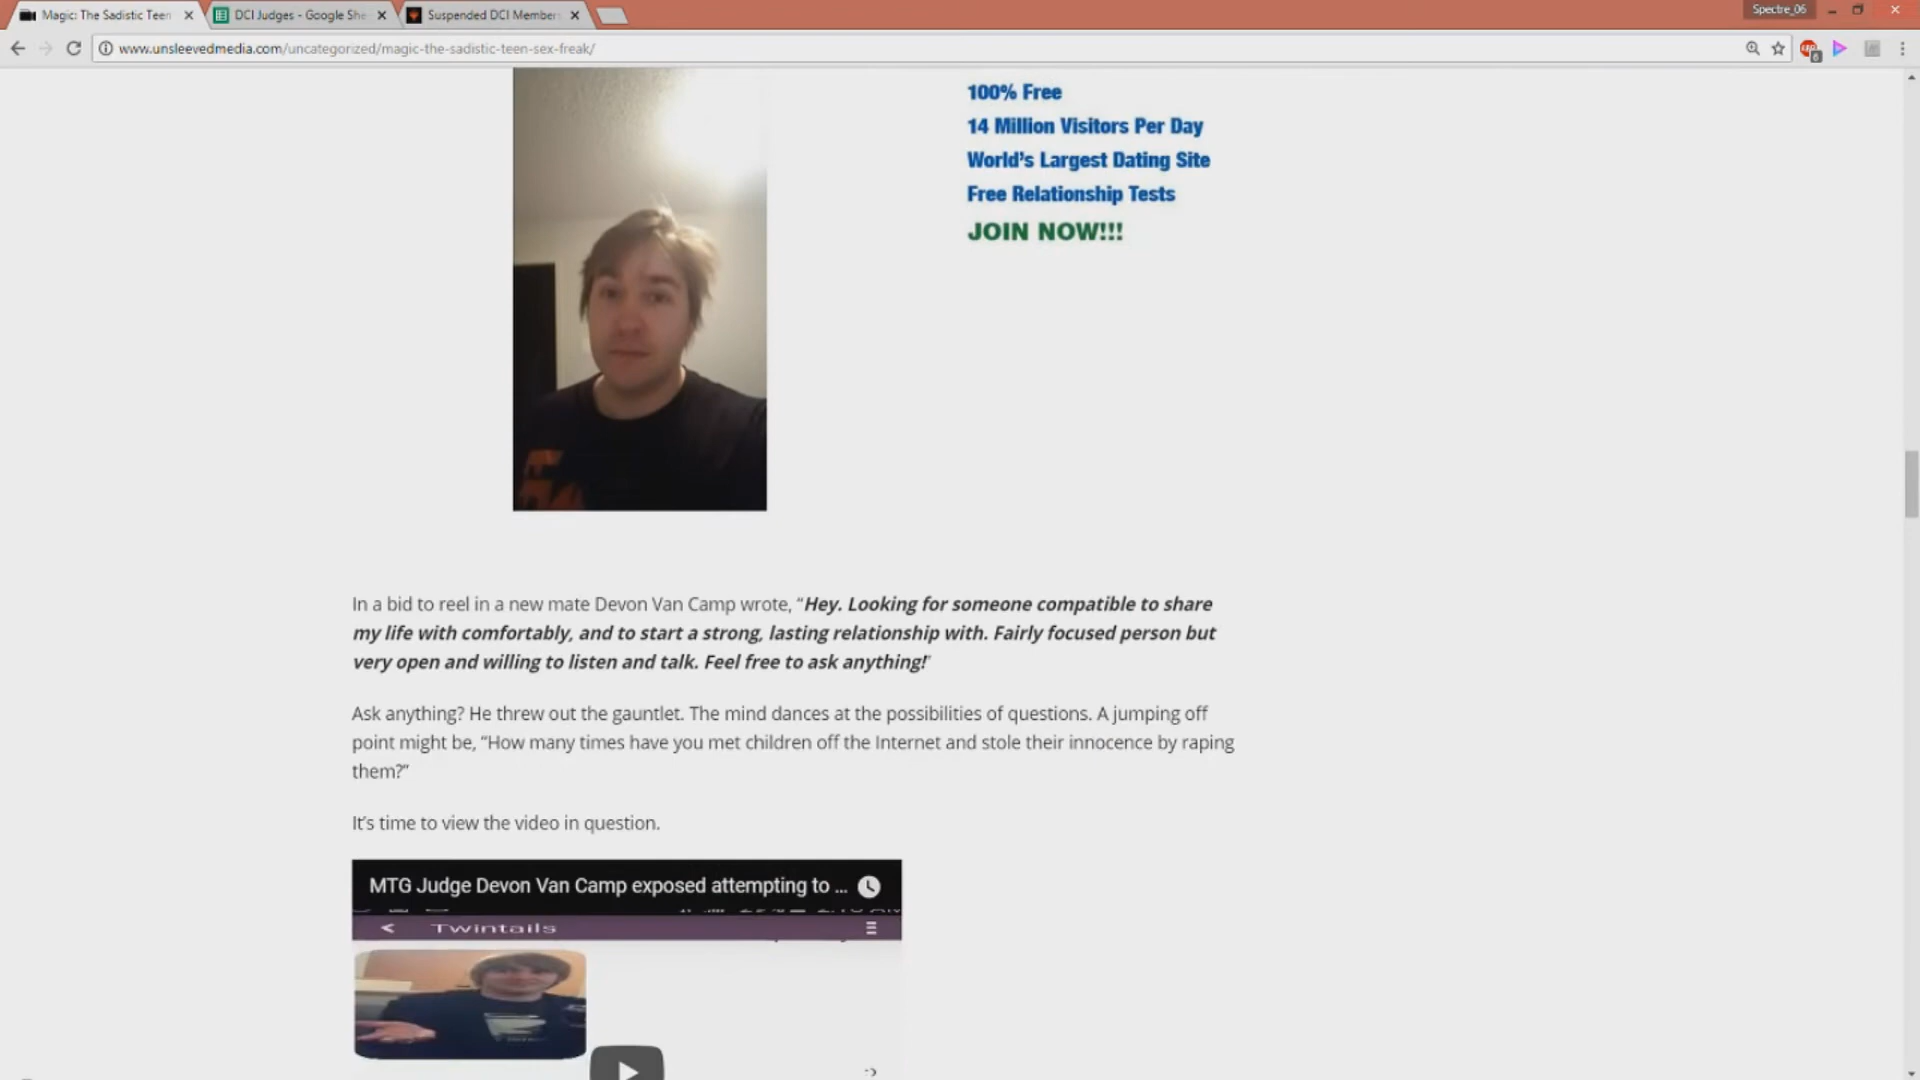 Magic: The Sadistic Teen
DCI Judges - Google She
Suspended DCI Member
Spectre_06
www.unsleevedmedia.com/uncategorized/magic-the-sadistic-teen-sex-freak/
6
100% Free
14 Million Visitors Per Day
World's Largest Dating Site
Free Relationship Tests
JOIN NOW!!!
In a bid to reel in a new mate Devon Van Camp wrote, “Hey. Looking for someone compatible to share
my life with comfortably, and to start a strong, lasting relationship with. Fairly focused person but
very open and willing to listen and talk. Feel free to ask anything!”
Ask anything? He threw out the gauntlet. The mind dances at the possibilities of questions. A jumping off
point might be, “How many times have you met children off the Internet and stole their innocence by raping
them?”
It’s time to view the video in question.
MTG Judge Devon Van Camp exposed attempting to ...
Twintails